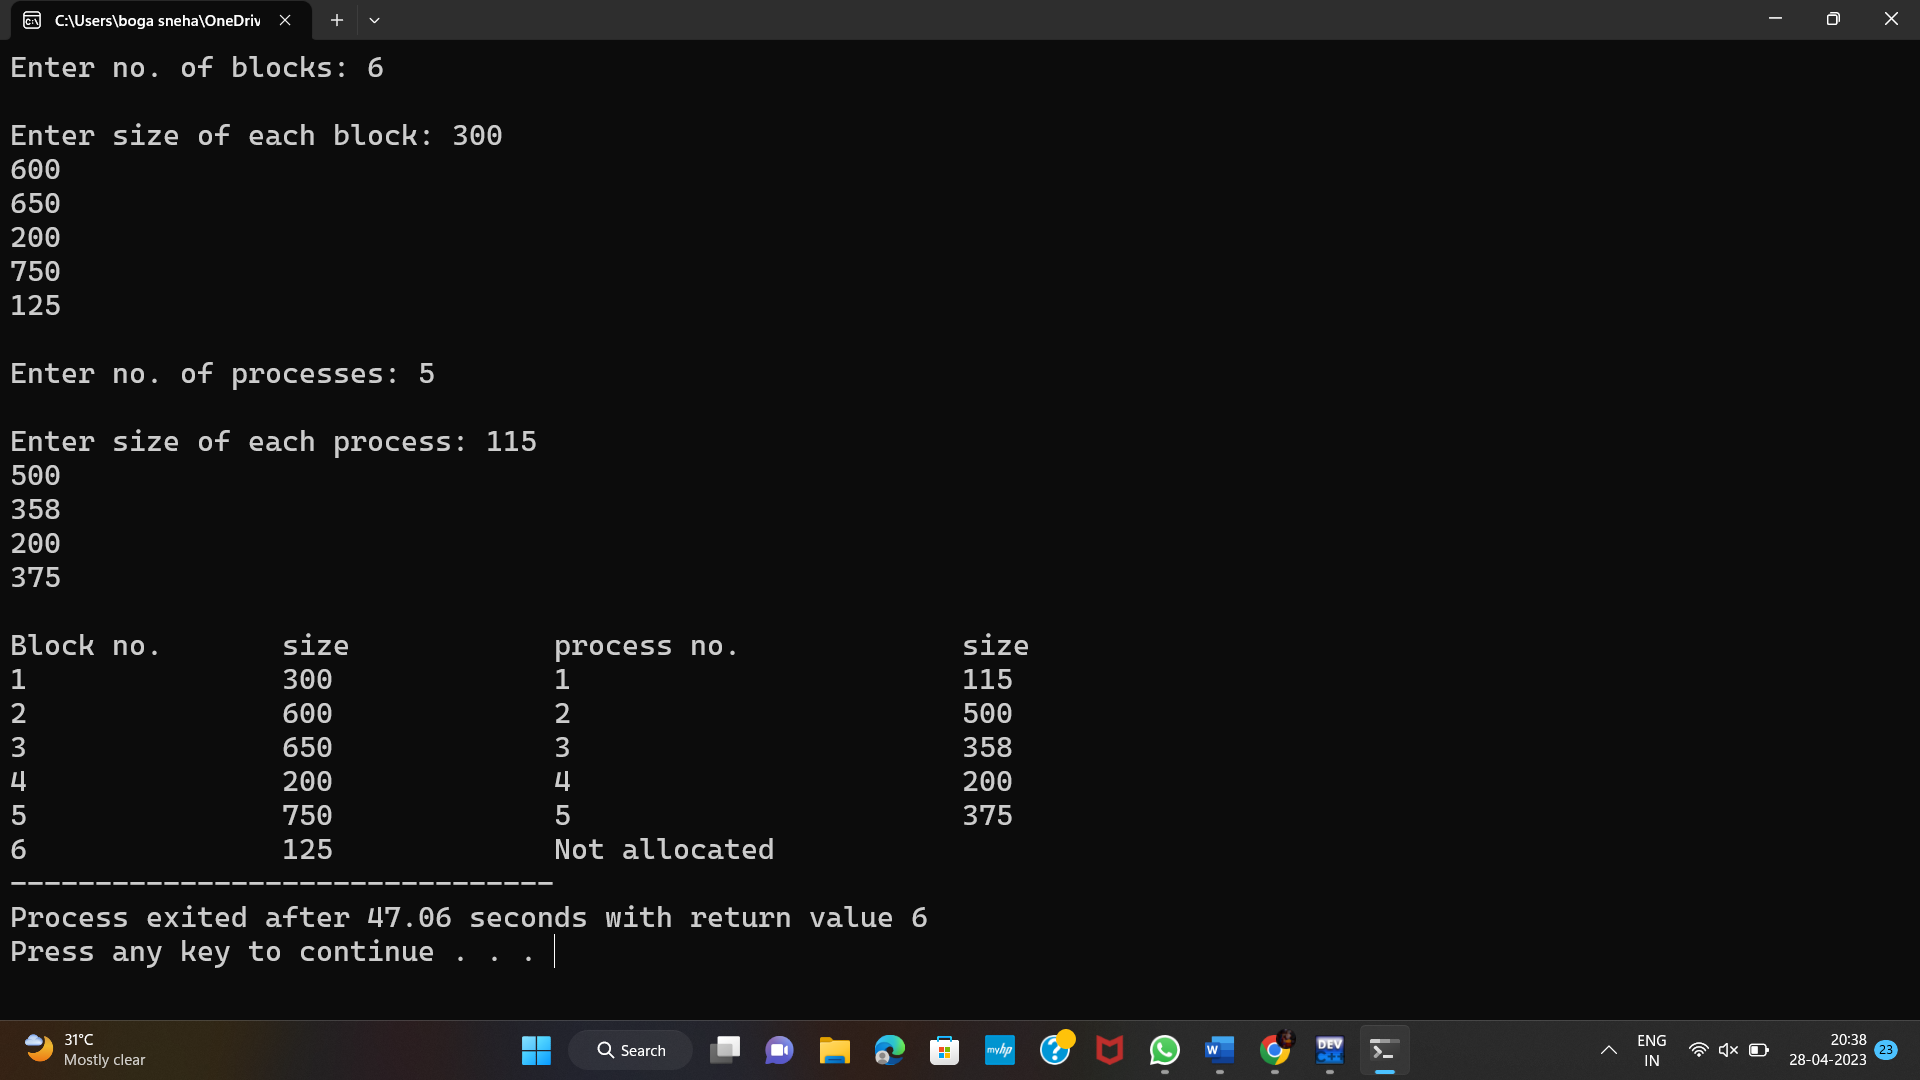 C:\Users\boga sneha\OneDriv
Enter no. of blocks: 6
Enter size of each block: 300
600
650
200
750
125
Enter no. of processes: 5
Enter size of each process: 115
500
358
200
375
Block no. size process no. size
1 300 1 115
2 600 2 500
3 650 3 358
4 200 4 200
5 750 5 375
6 125 Not allocated
--------------------------------
Process exited after 47.06 seconds with return value 6
Press any key to continue . . .
31°C
Mostly clear
Search
myhp
W
DEV
C++
ENG
IN
20:38
28-04-2023
23